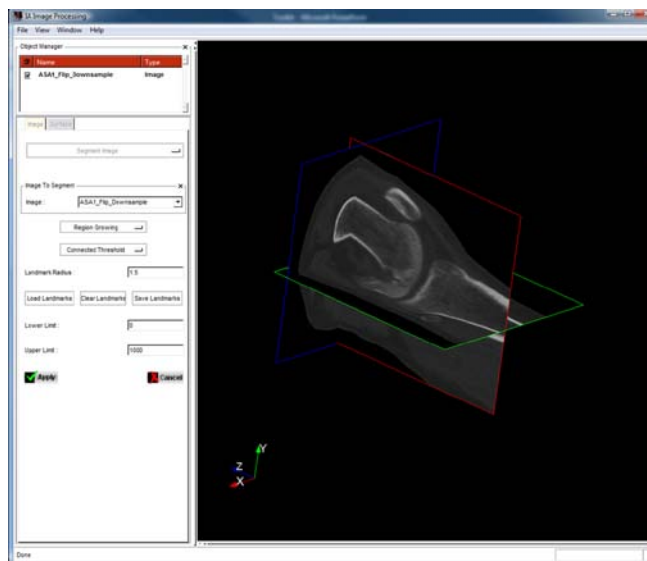 IA Image Processing
File View Window Help
Object Manager
Name Type
ASA1_Flip_Downsample Image
Image Surface
Segment Image
Image To Segment
Image : ASA1_Flip_Downsample
Region Growing
Connected Threshold
Landmark Radius : 1.5
Load Landmarks Clear Landmarks Save Landmarks
Lower Limit : 0
Upper Limit : 1000
Apply Cancel
Y
Z
X
Done